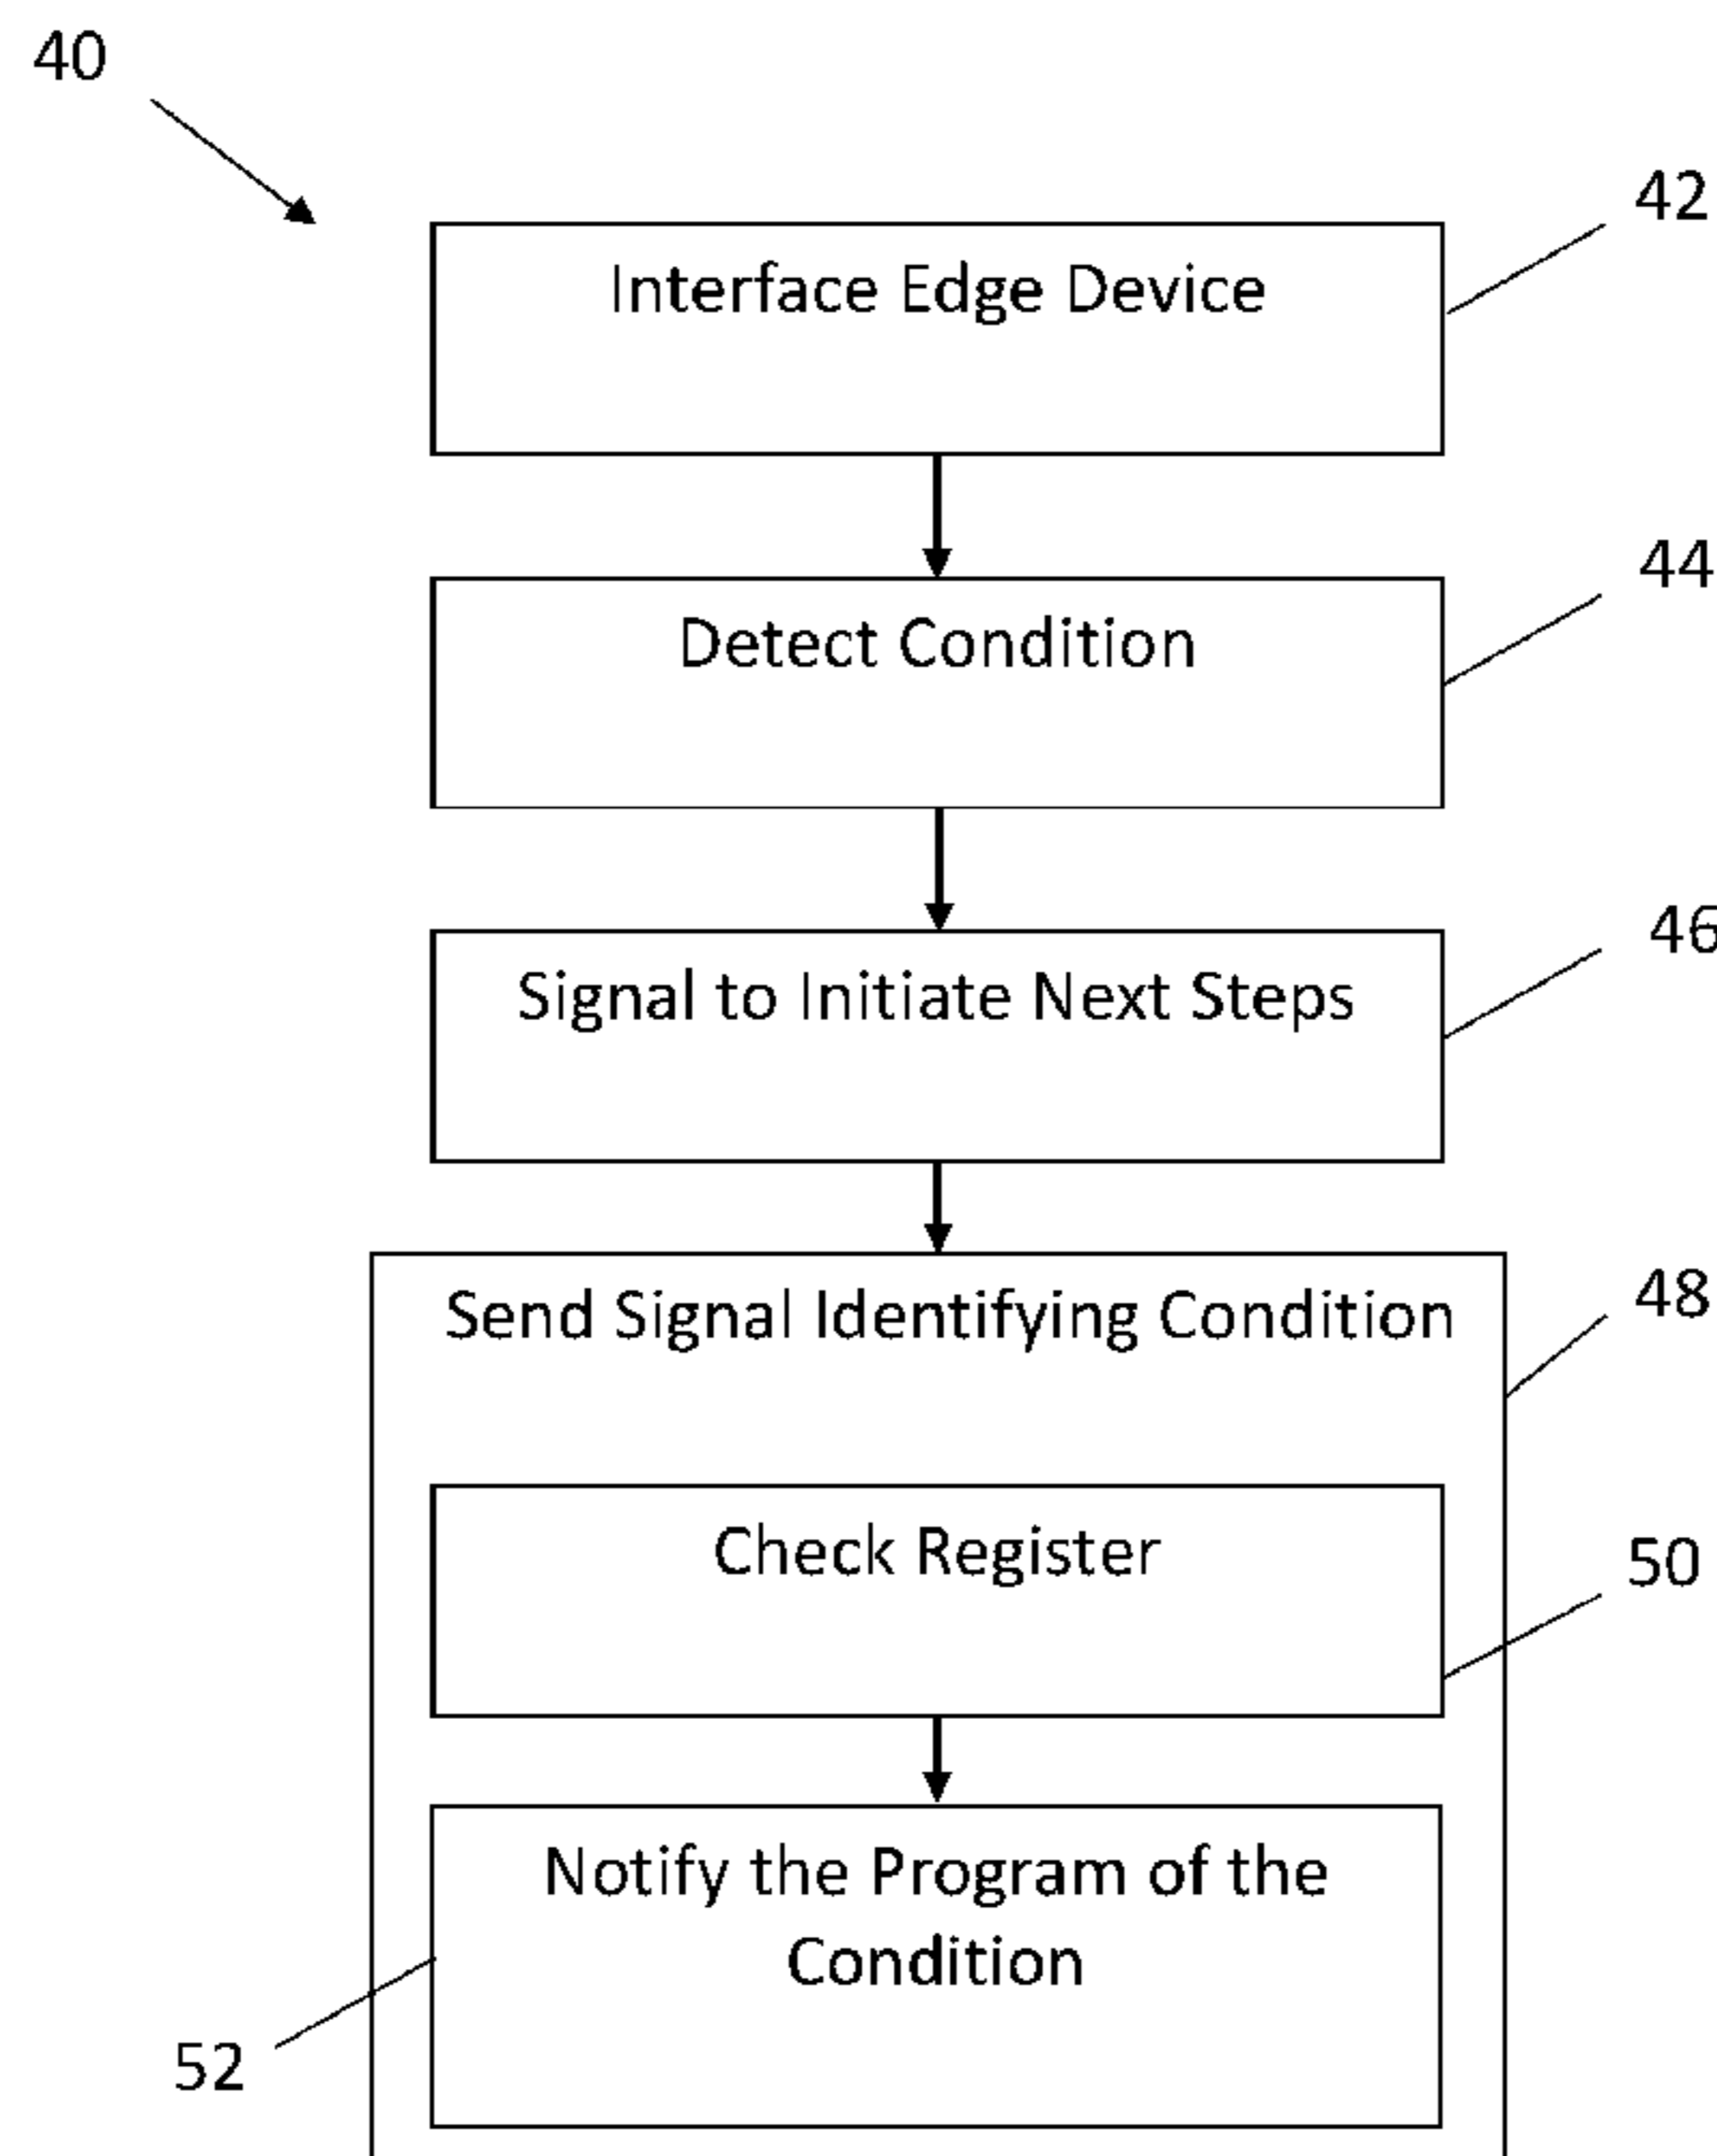 40
42
Interface Edge Device
44
Detect Condition
46
Signal to Initiate Next Steps
48
Send Signal Identifying Condition
50
Check Register
Notify the Program of the
Condition
52